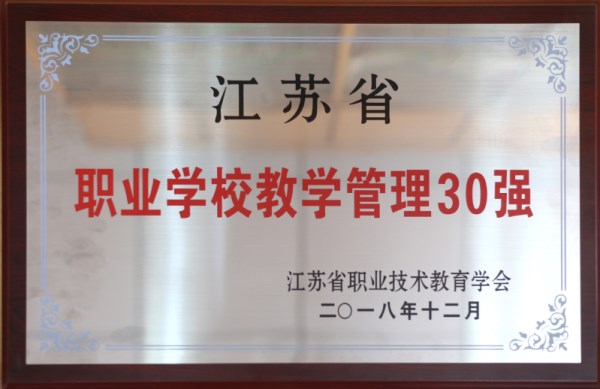 江苏省
职业学校教学管理30强
江苏省职业技术教育学会
二〇一八年十二月